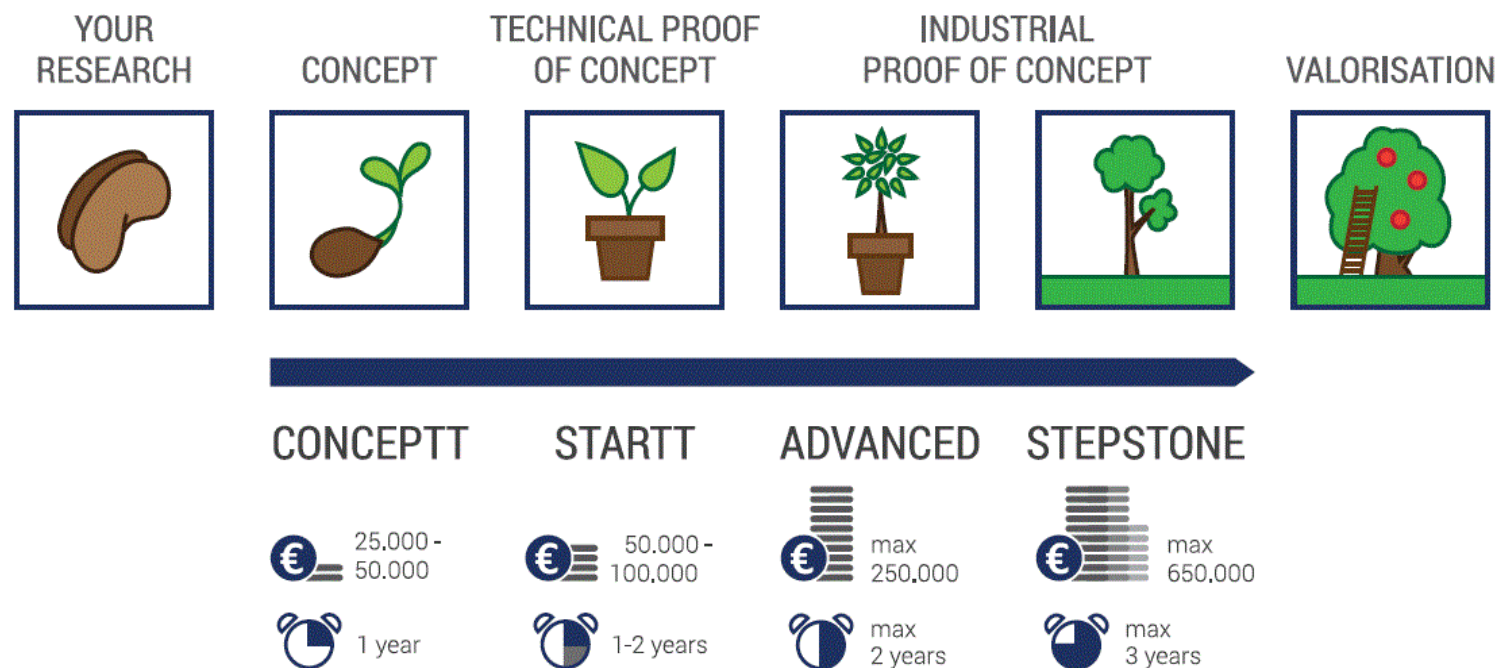 YOUR
RESEARCH
CONCEPT
TECHNICAL PROOF
OF CONCEPT
INDUSTRIAL
PROOF OF CONCEPT
VALORISATION
CONCEPTT
STARTT
ADVANCED
STEPSTONE
€
25.000 -
50.000
€
50.000 -
100.000
€
max
250.000
€
max
650.000
1 year
1-2 years
max
2 years
max
3 years